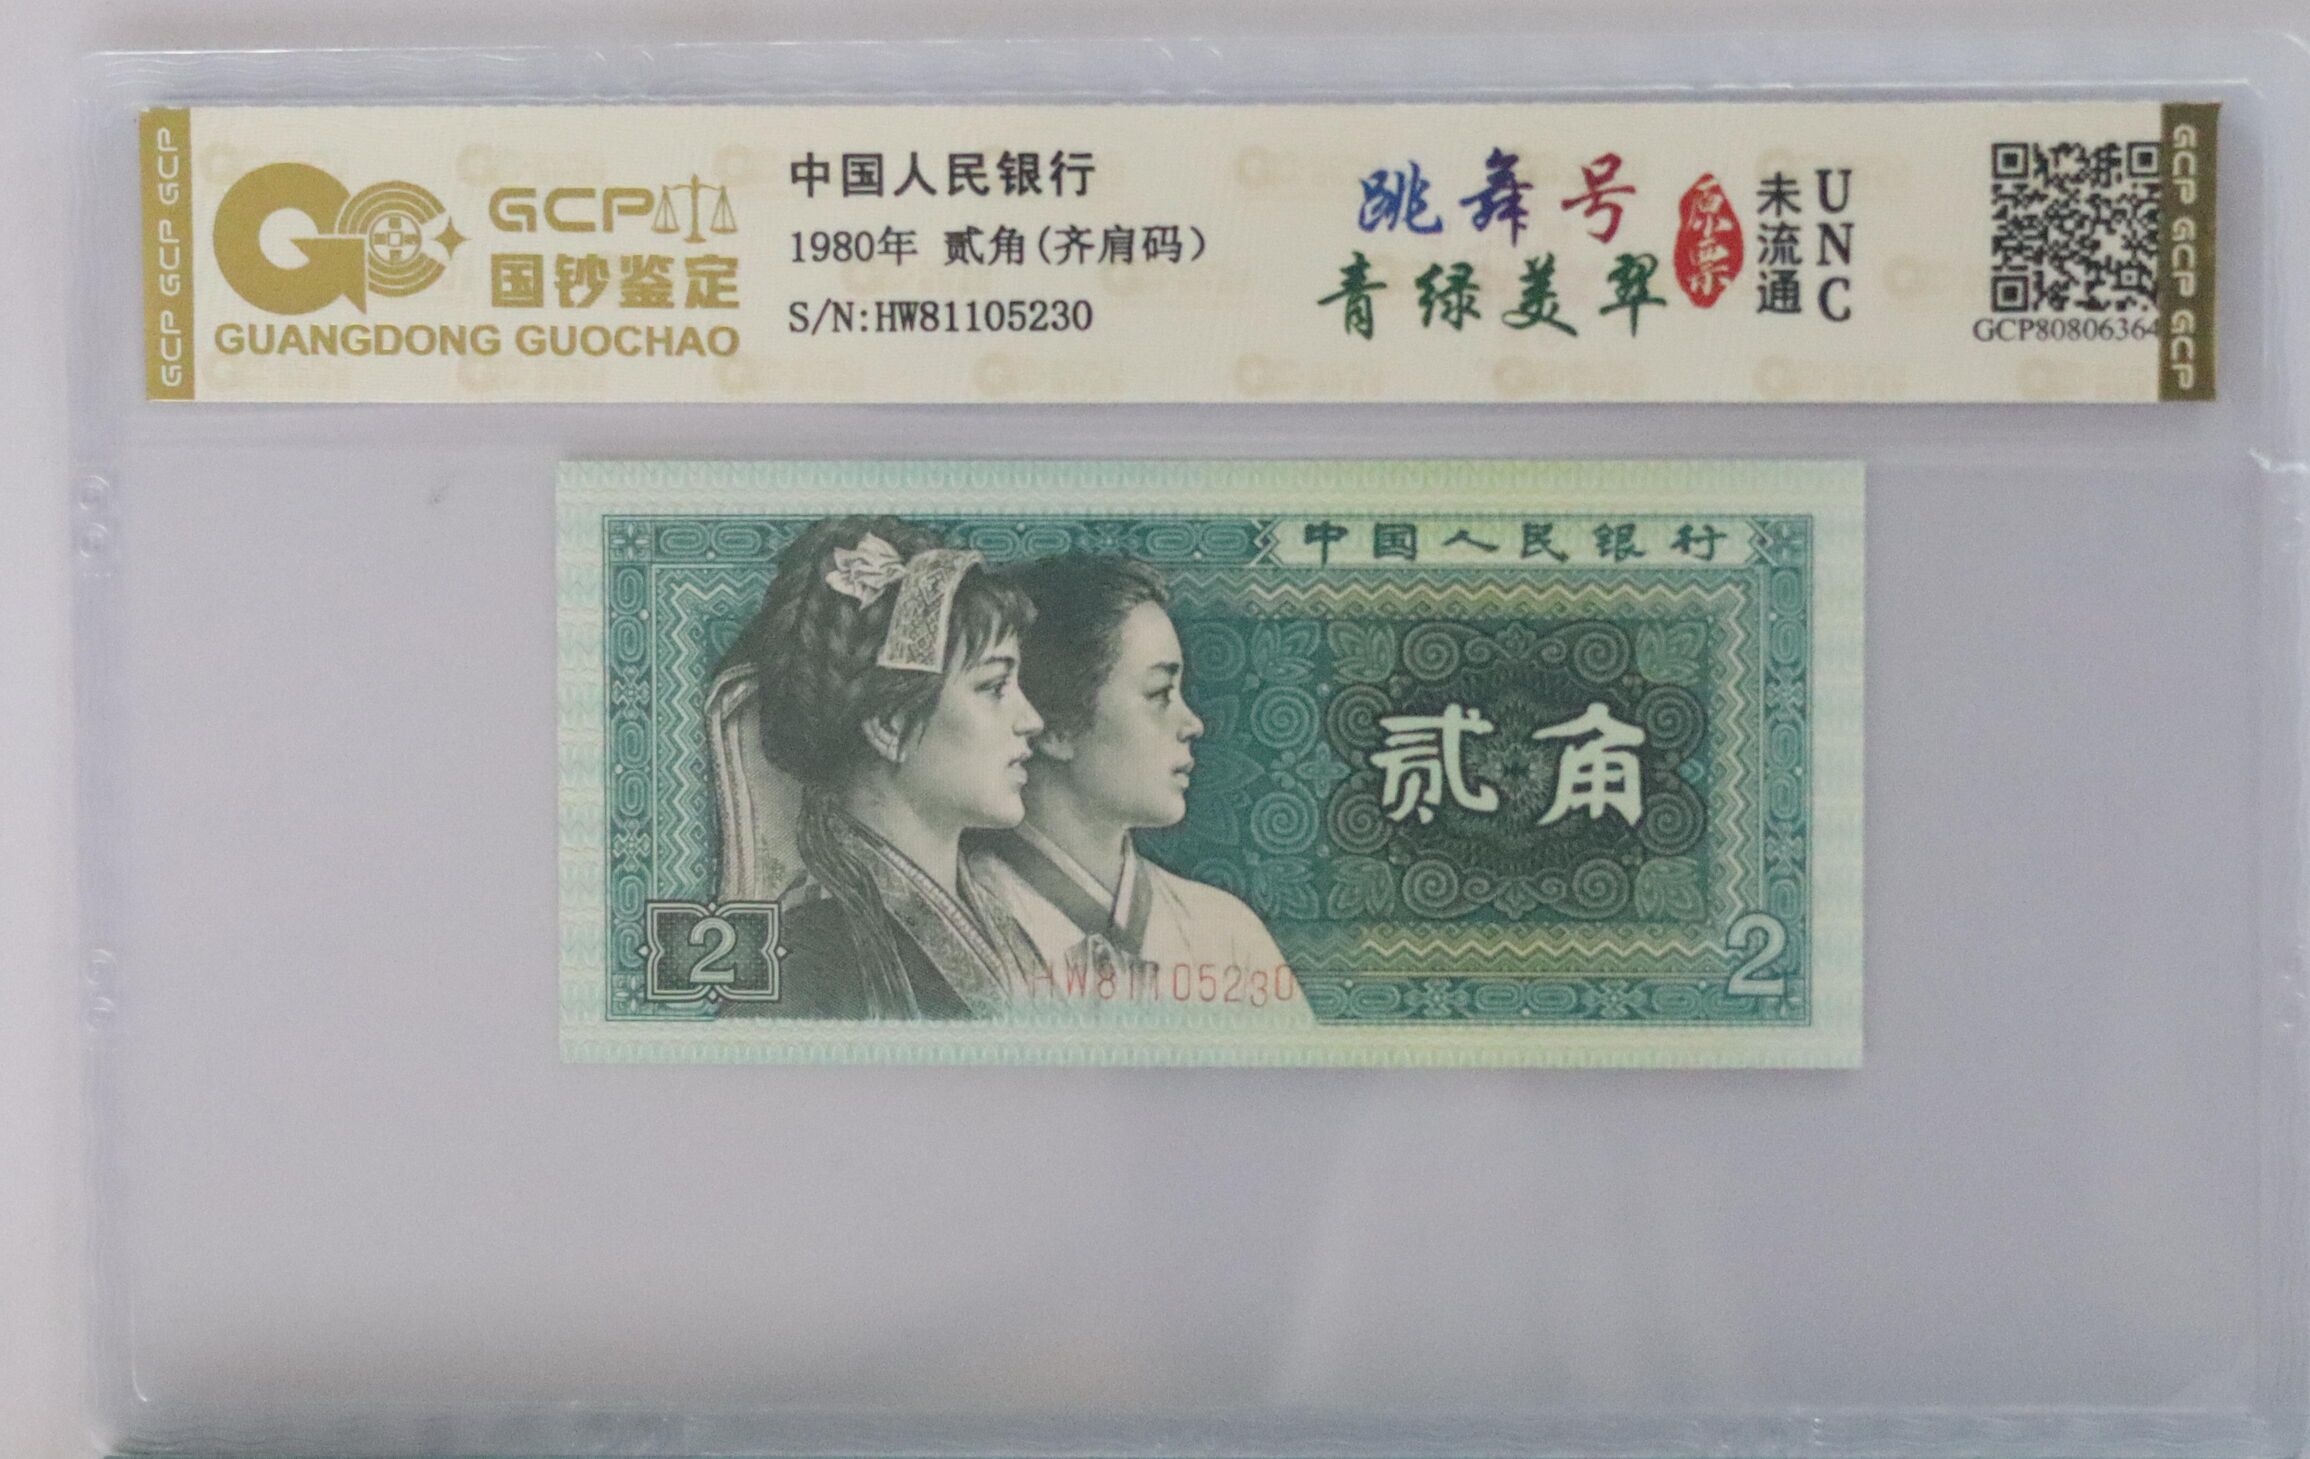 GCP GCP GCP
GCP
国钞鉴定
GUANGDONG GUOCHAO
中国人民银行
1980年 贰角(齐肩码)
S/N:HW81105230
跳舞号
青绿美翠
原票
未流通
UNC
GCP80806364
GCP GCP GCP
中国人民银行
贰角
2
2
HW81105230